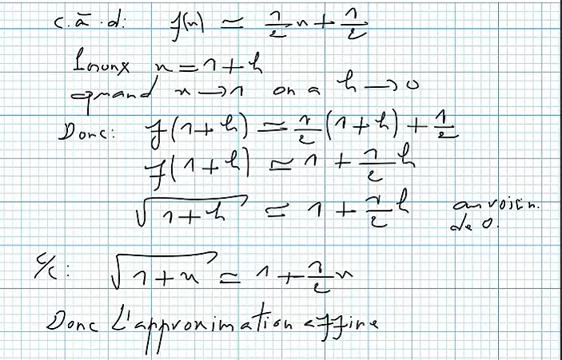 c.à.d: f(x) ≃ 1/2 x + 1/2
Posons x = 1 + h
quand x → 1 on a h → 0
Donc: f(1+h) ≃ 1/2 (1+h) + 1/2
f(1+h) ≃ 1 + 1/2 h
√(1+h) ≃ 1 + 1/2 h au voisin.
de 0.
C/C: √(1+x) ≃ 1 + 1/2 x
Donc L'approximation affine